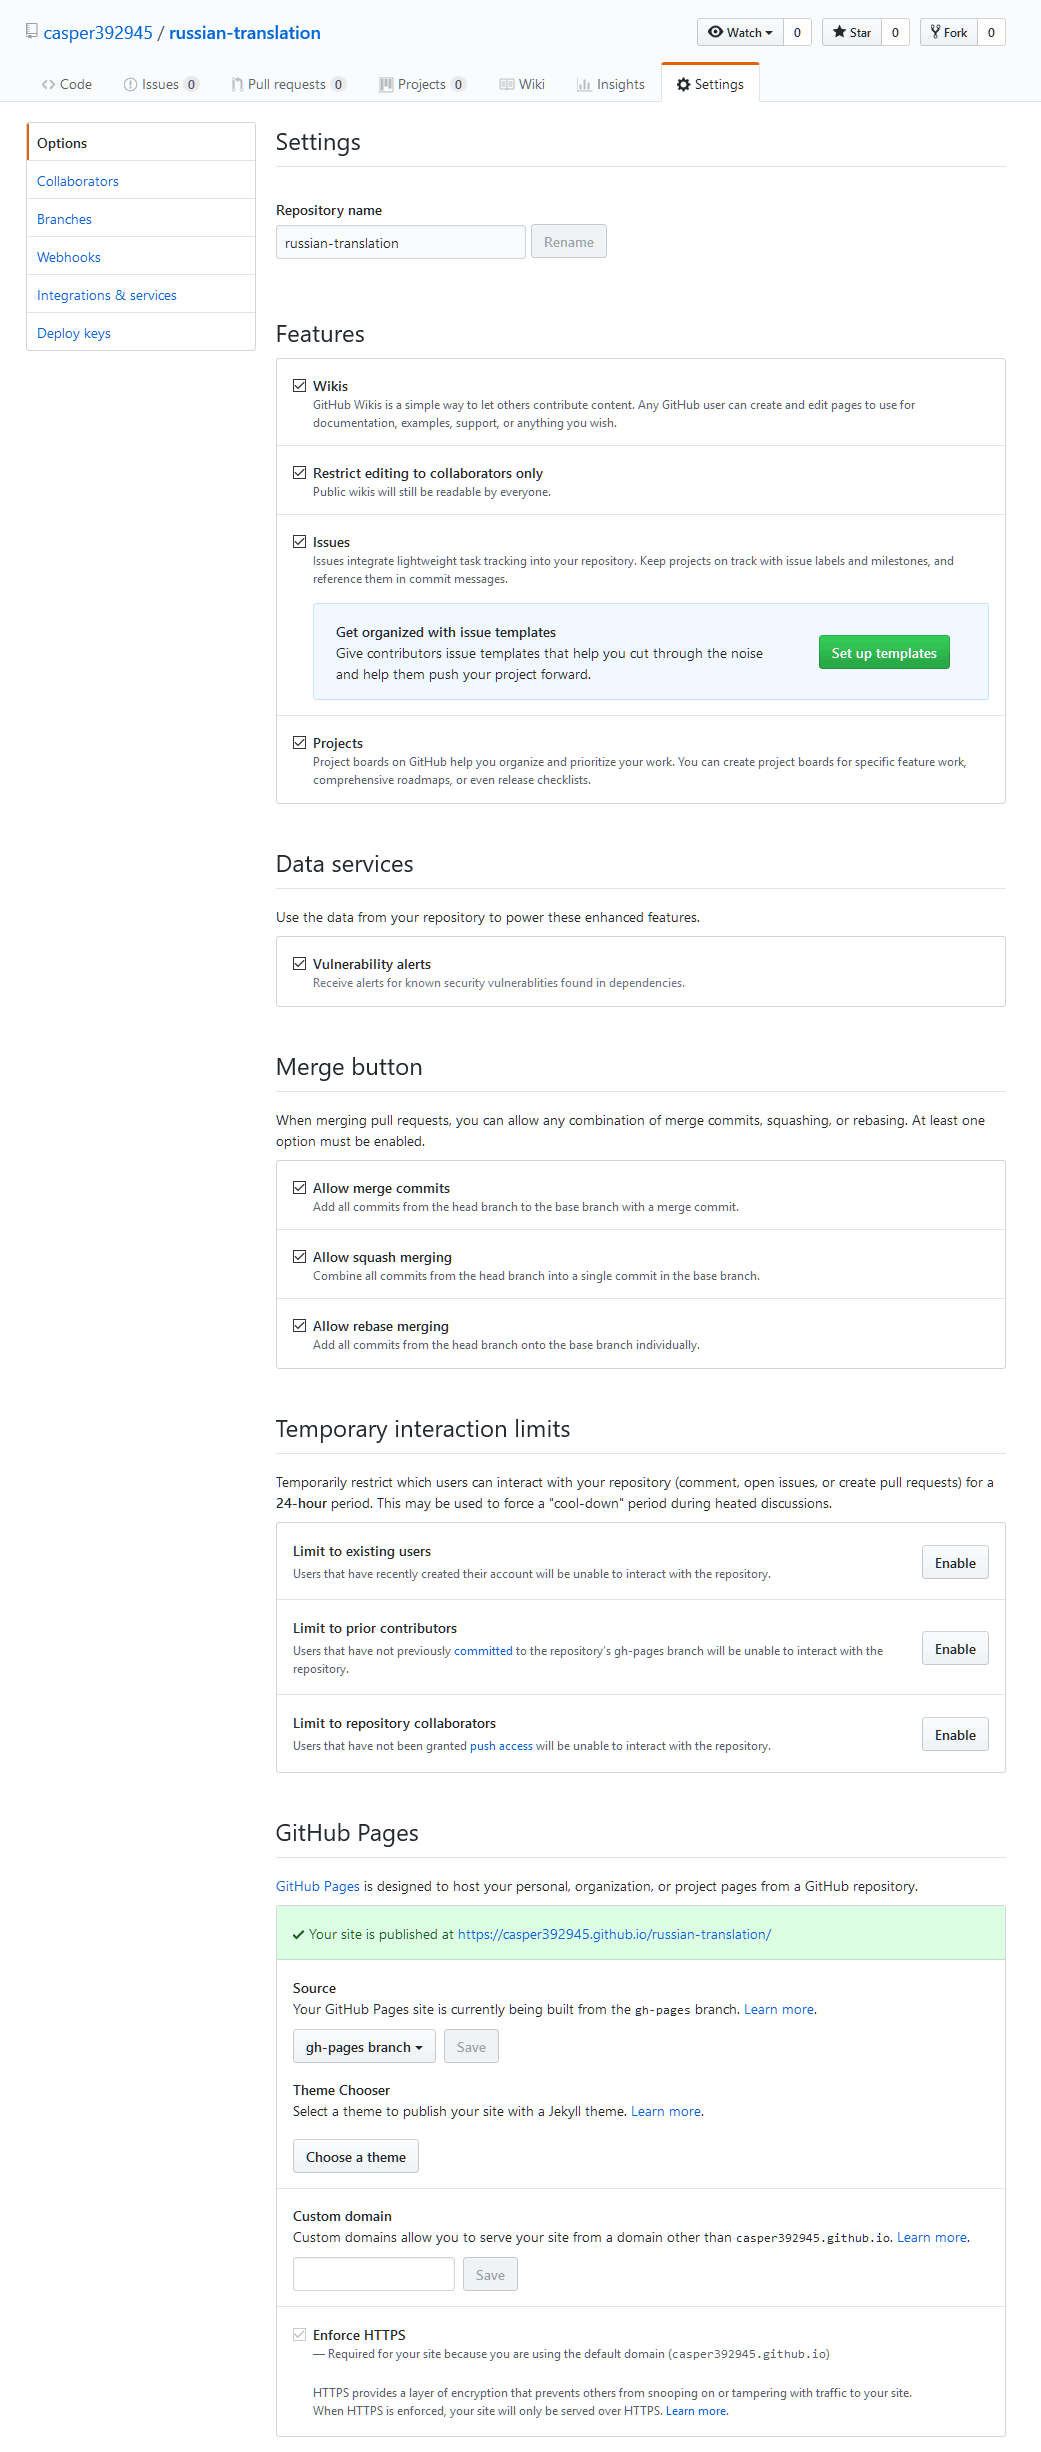 casper392945 / russian-translation
Watch 0 Star 0 Fork 0
Code Issues 0 Pull requests 0 Projects 0 Wiki Insights Settings
Options
Collaborators
Branches
Webhooks
Integrations & services
Deploy keys
Settings
Repository name
russian-translation Rename
Features
Wikis
GitHub Wikis is a simple way to let others contribute content. Any GitHub user can create and edit pages to use for
documentation, examples, support, or anything you wish.
Restrict editing to collaborators only
Public wikis will still be readable by everyone.
Issues
Issues integrate lightweight task tracking into your repository. Keep projects on track with issue labels and milestones, and
reference them in commit messages.
Get organized with issue templates
Give contributors issue templates that help you cut through the noise
and help them push your project forward.
Set up templates
Projects
Project boards on GitHub help you organize and prioritize your work. You can create project boards for specific feature work,
comprehensive roadmaps, or even release checklists.
Data services
Use the data from your repository to power these enhanced features.
Vulnerability alerts
Receive alerts for known security vulnerablities found in dependencies.
Merge button
When merging pull requests, you can allow any combination of merge commits, squashing, or rebasing. At least one
option must be enabled.
Allow merge commits
Add all commits from the head branch to the base branch with a merge commit.
Allow squash merging
Combine all commits from the head branch into a single commit in the base branch.
Allow rebase merging
Add all commits from the head branch onto the base branch individually.
Temporary interaction limits
Temporarily restrict which users can interact with your repository (comment, open issues, or create pull requests) for a
24-hour period. This may be used to force a "cool-down" period during heated discussions.
Limit to existing users
Users that have recently created their account will be unable to interact with the repository.
Enable
Limit to prior contributors
Users that have not previously committed to the repository's gh-pages branch will be unable to interact with the
repository.
Enable
Limit to repository collaborators
Users that have not been granted push access will be unable to interact with the repository.
Enable
GitHub Pages
GitHub Pages is designed to host your personal, organization, or project pages from a GitHub repository.
Your site is published at https://casper392945.github.io/russian-translation/
Source
Your GitHub Pages site is currently being built from the gh-pages branch. Learn more.
gh-pages branch Save
Theme Chooser
Select a theme to publish your site with a Jekyll theme. Learn more.
Choose a theme
Custom domain
Custom domains allow you to serve your site from a domain other than casper392945.github.io. Learn more.
Save
Enforce HTTPS
— Required for your site because you are using the default domain (casper392945.github.io)
HTTPS provides a layer of encryption that prevents others from snooping on or tampering with traffic to your site.
When HTTPS is enforced, your site will only be served over HTTPS. Learn more.